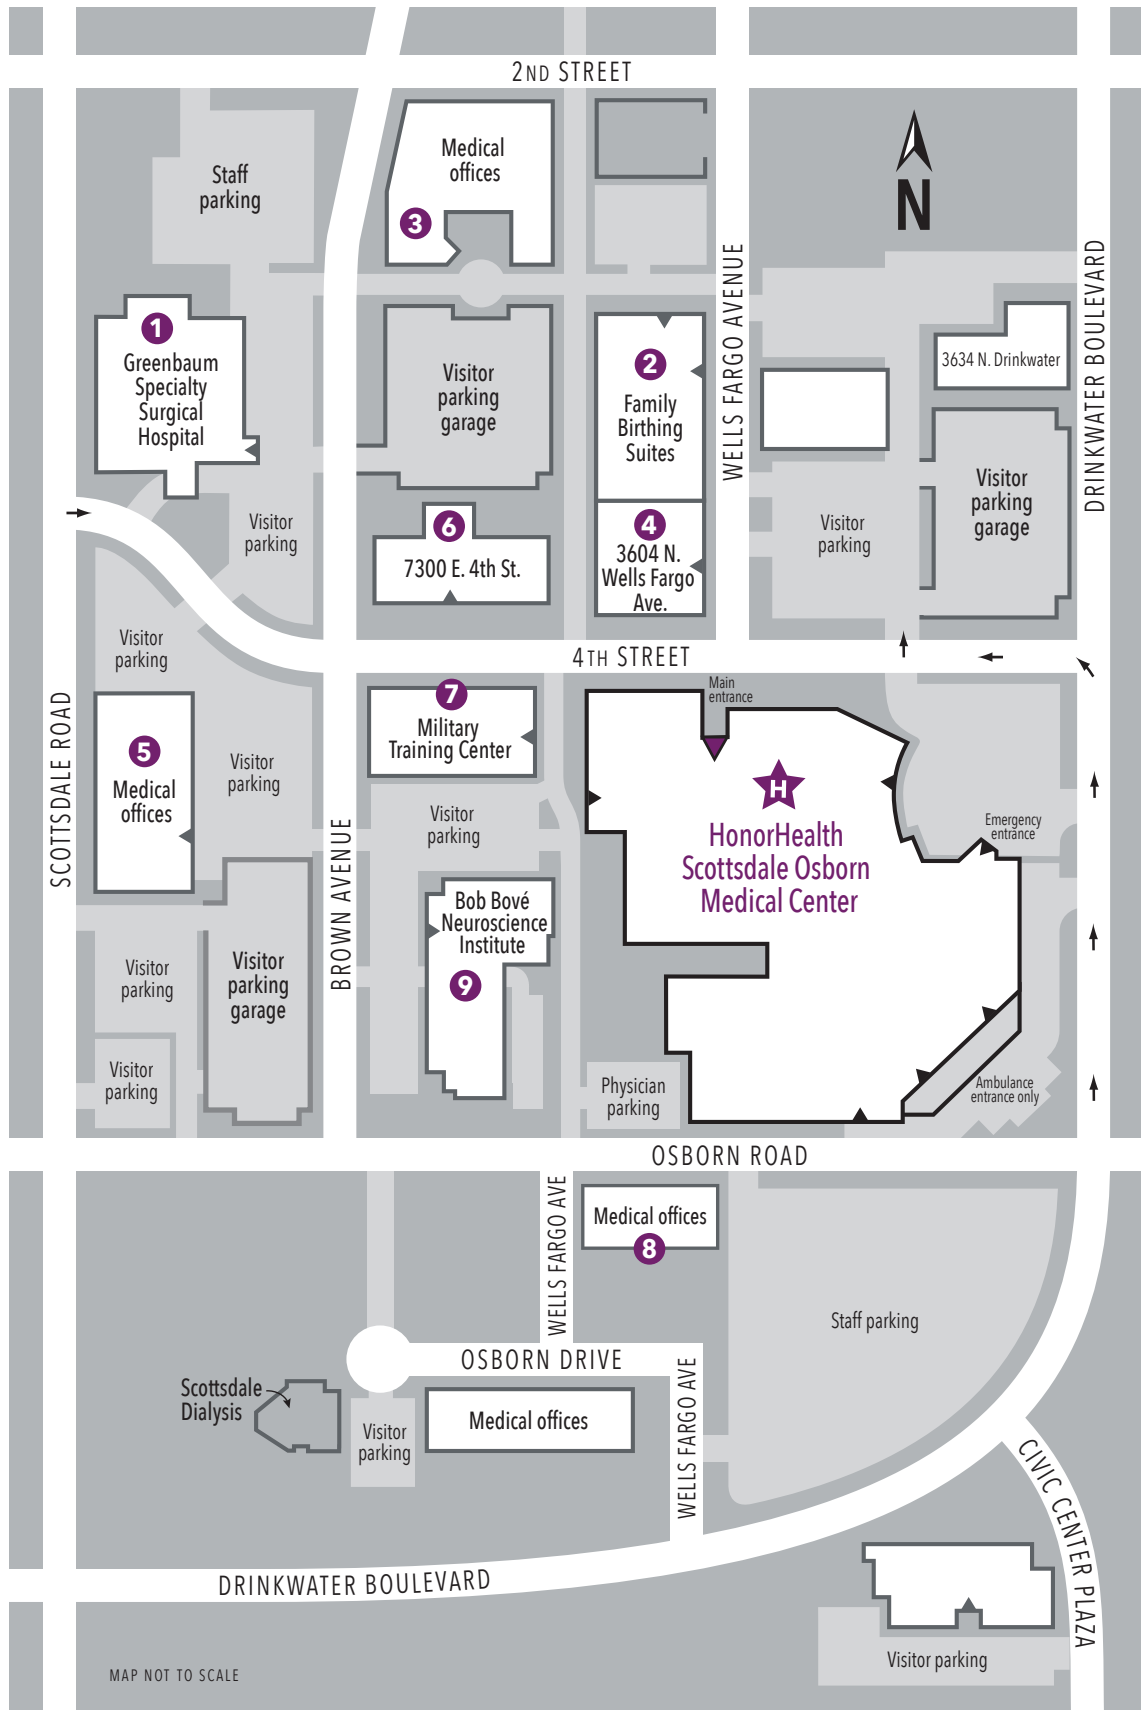 2ND STREET
Medical
offices
3
Staff
parking
N
WELLS FARGO AVENUE
DRINKWATER BOULEVARD
1
Greenbaum
Specialty
Surgical
Hospital
Visitor
parking
garage
2
Family
Birthing
Suites
3634 N. Drinkwater
Visitor
parking
garage
Visitor
parking
6
7300 E. 4th St.
4
3604 N.
Wells Fargo
Ave.
Visitor
parking
Visitor
parking
4TH STREET
SCOTTSDALE ROAD
5
Medical
offices
Visitor
parking
7
Military
Training Center
Main
entrance
H
HonorHealth
Scottsdale Osborn
Medical Center
Emergency
entrance
Visitor
parking
BROWN AVENUE
Bob Bové
Neuroscience
Institute
9
Visitor
parking
Visitor
parking
garage
Visitor
parking
Physician
parking
Ambulance
entrance only
OSBORN ROAD
WELLS FARGO AVE
Medical offices
8
Staff parking
OSBORN DRIVE
Scottsdale
Dialysis
Visitor
parking
Medical offices
WELLS FARGO AVE
CIVIC CENTER PLAZA
DRINKWATER BOULEVARD
Visitor parking
MAP NOT TO SCALE